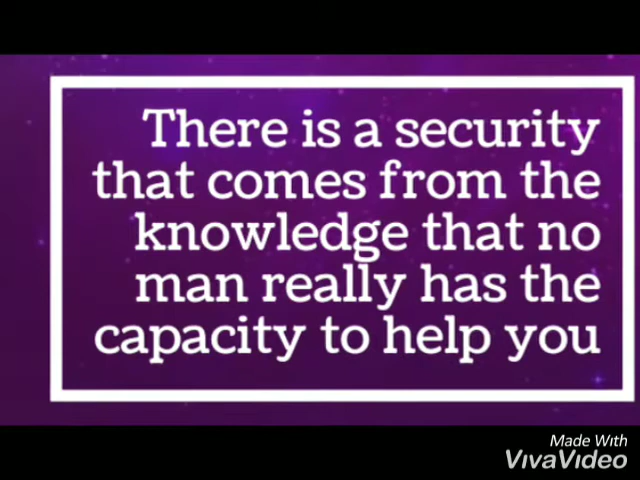 There is a security
that comes from the
knowledge that no
man really has the
capacity to help you
Made With
VivaVideo